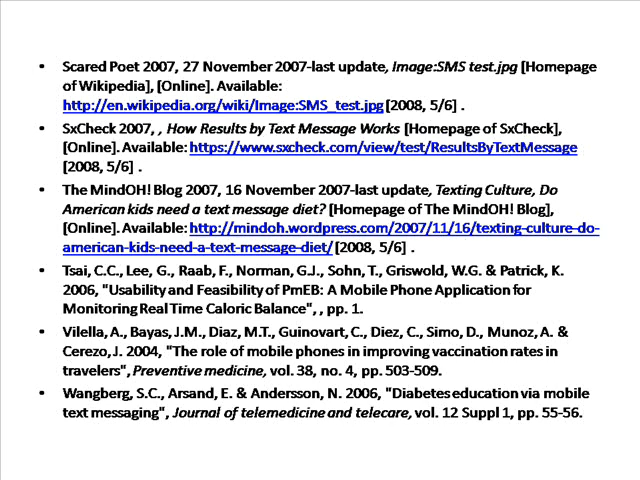 • Scared Poet 2007, 27 November 2007-last update, Image:SMS test.jpg [Homepage
of Wikipedia], [Online]. Available:
http://en.wikipedia.org/wiki/Image:SMS_test.jpg [2008, 5/6] .
• SxCheck 2007, , How Results by Text Message Works [Homepage of SxCheck],
[Online]. Available: https://www.sxcheck.com/view/test/ResultsByTextMessage
[2008, 5/6] .
• The MindOH! Blog 2007, 16 November 2007-last update, Texting Culture, Do
American kids need a text message diet? [Homepage of The MindOH! Blog],
[Online]. Available: http://mindoh.wordpress.com/2007/11/16/texting-culture-do-
american-kids-need-a-text-message-diet/ [2008, 5/6] .
• Tsai, C.C., Lee, G., Raab, F., Norman, G.J., Sohn, T., Griswold, W.G. & Patrick, K.
2006, "Usability and Feasibility of PmEB: A Mobile Phone Application for
Monitoring Real Time Caloric Balance", , pp. 1.
• Vilella, A., Bayas, J.M., Diaz, M.T., Guinovart, C., Diez, C., Simo, D., Munoz, A. &
Cerezo, J. 2004, "The role of mobile phones in improving vaccination rates in
travelers", Preventive medicine, vol. 38, no. 4, pp. 503-509.
• Wangberg, S.C., Arsand, E. & Andersson, N. 2006, "Diabetes education via mobile
text messaging", Journal of telemedicine and telecare, vol. 12 Suppl 1, pp. 55-56.